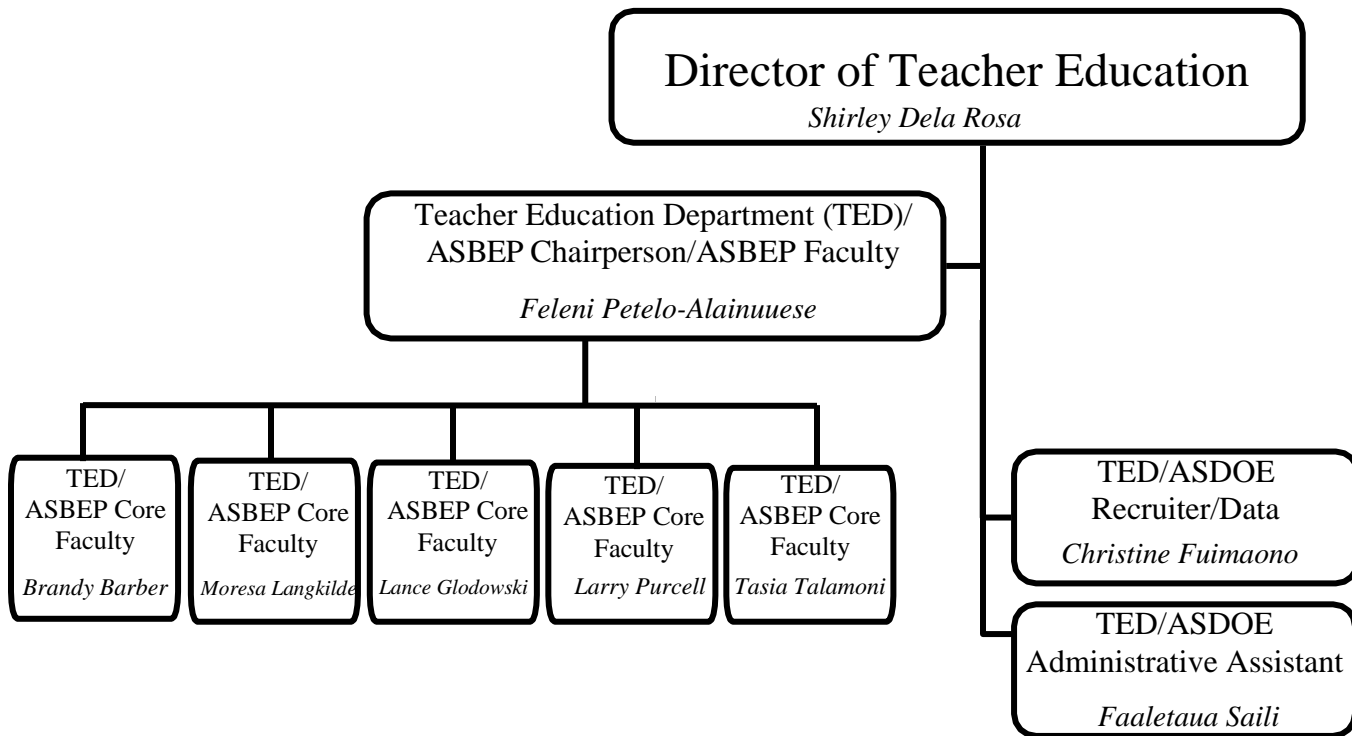 Director of Teacher Education
Shirley Dela Rosa
Teacher Education Department (TED)/
ASBEP Chairperson/ASBEP Faculty
Feleni Petelo-Alainuuese
TED/
ASBEP Core
Faculty
Brandy Barber
TED/
ASBEP Core
Faculty
Moresa Langkilde
TED/
ASBEP Core
Faculty
Lance Glodowski
TED/
ASBEP Core
Faculty
Larry Purcell
TED/
ASBEP Core
Faculty
Tasia Talamoni
TED/ASDOE
Recruiter/Data
Christine Fuimaono
TED/ASDOE
Administrative Assistant
Faaletaua Saili